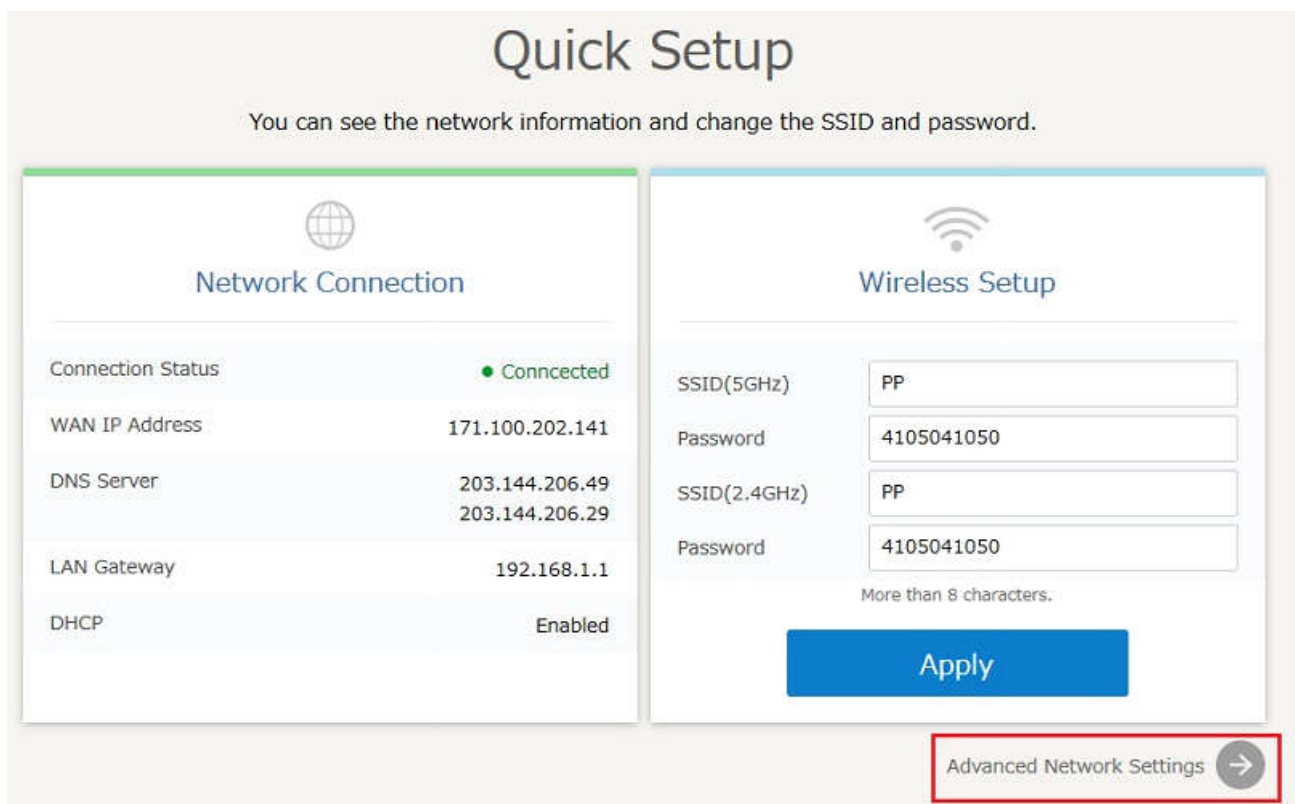 Quick Setup
You can see the network information and change the SSID and password.
Network Connection
Connection Status ● Conncected
WAN IP Address 171.100.202.141
DNS Server 203.144.206.49
203.144.206.29
LAN Gateway 192.168.1.1
DHCP Enabled
Wireless Setup
SSID(5GHz) PP
Password 4105041050
SSID(2.4GHz) PP
Password 4105041050
More than 8 characters.
Apply
Advanced Network Settings